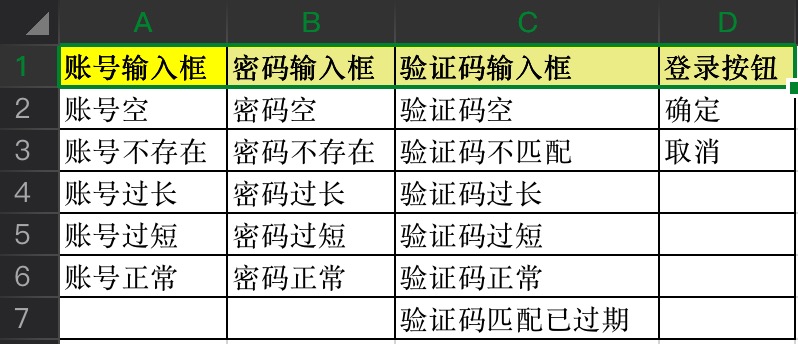 A B C D
1 账号输入框 密码输入框 验证码输入框 登录按钮
2 账号空 密码空 验证码空 确定
3 账号不存在 密码不存在 验证码不匹配 取消
4 账号过长 密码过长 验证码过长
5 账号过短 密码过短 验证码过短
6 账号正常 密码正常 验证码正常
7 验证码匹配已过期